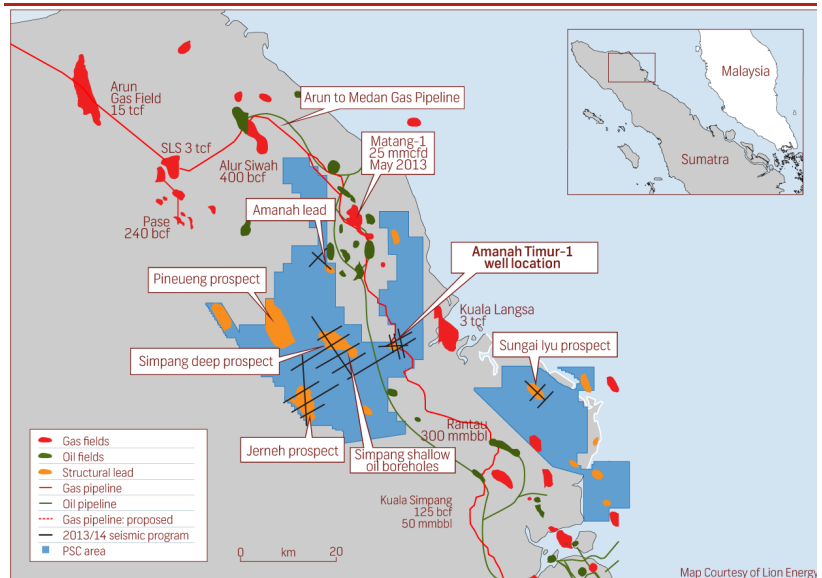 Arun
Gas Field
15 tcf
Arun to Medan Gas Pipeline
Malaysia
Sumatra
SLS 3 tcf
Alur Siwah
400 bcf
Matang-1
25 mmcfd
May 2013
Pase
240 bcf
Amanah lead
Amanah Timur-1
well location
Pineueng prospect
Kuala Langsa
3 tcf
Sungai Iyu prospect
Simpang deep prospect
Jerneh prospect
Simpang shallow
oil boreholes
Rantau
300 mmbbl
Kuala Simpang
125 bcf
50 mmbbl
Gas fields
Oil fields
Structural lead
Gas pipeline
Oil pipeline
Gas pipeline: proposed
2013/14 seismic program
PSC area
0 km 20
Map Courtesy of Lion Energy